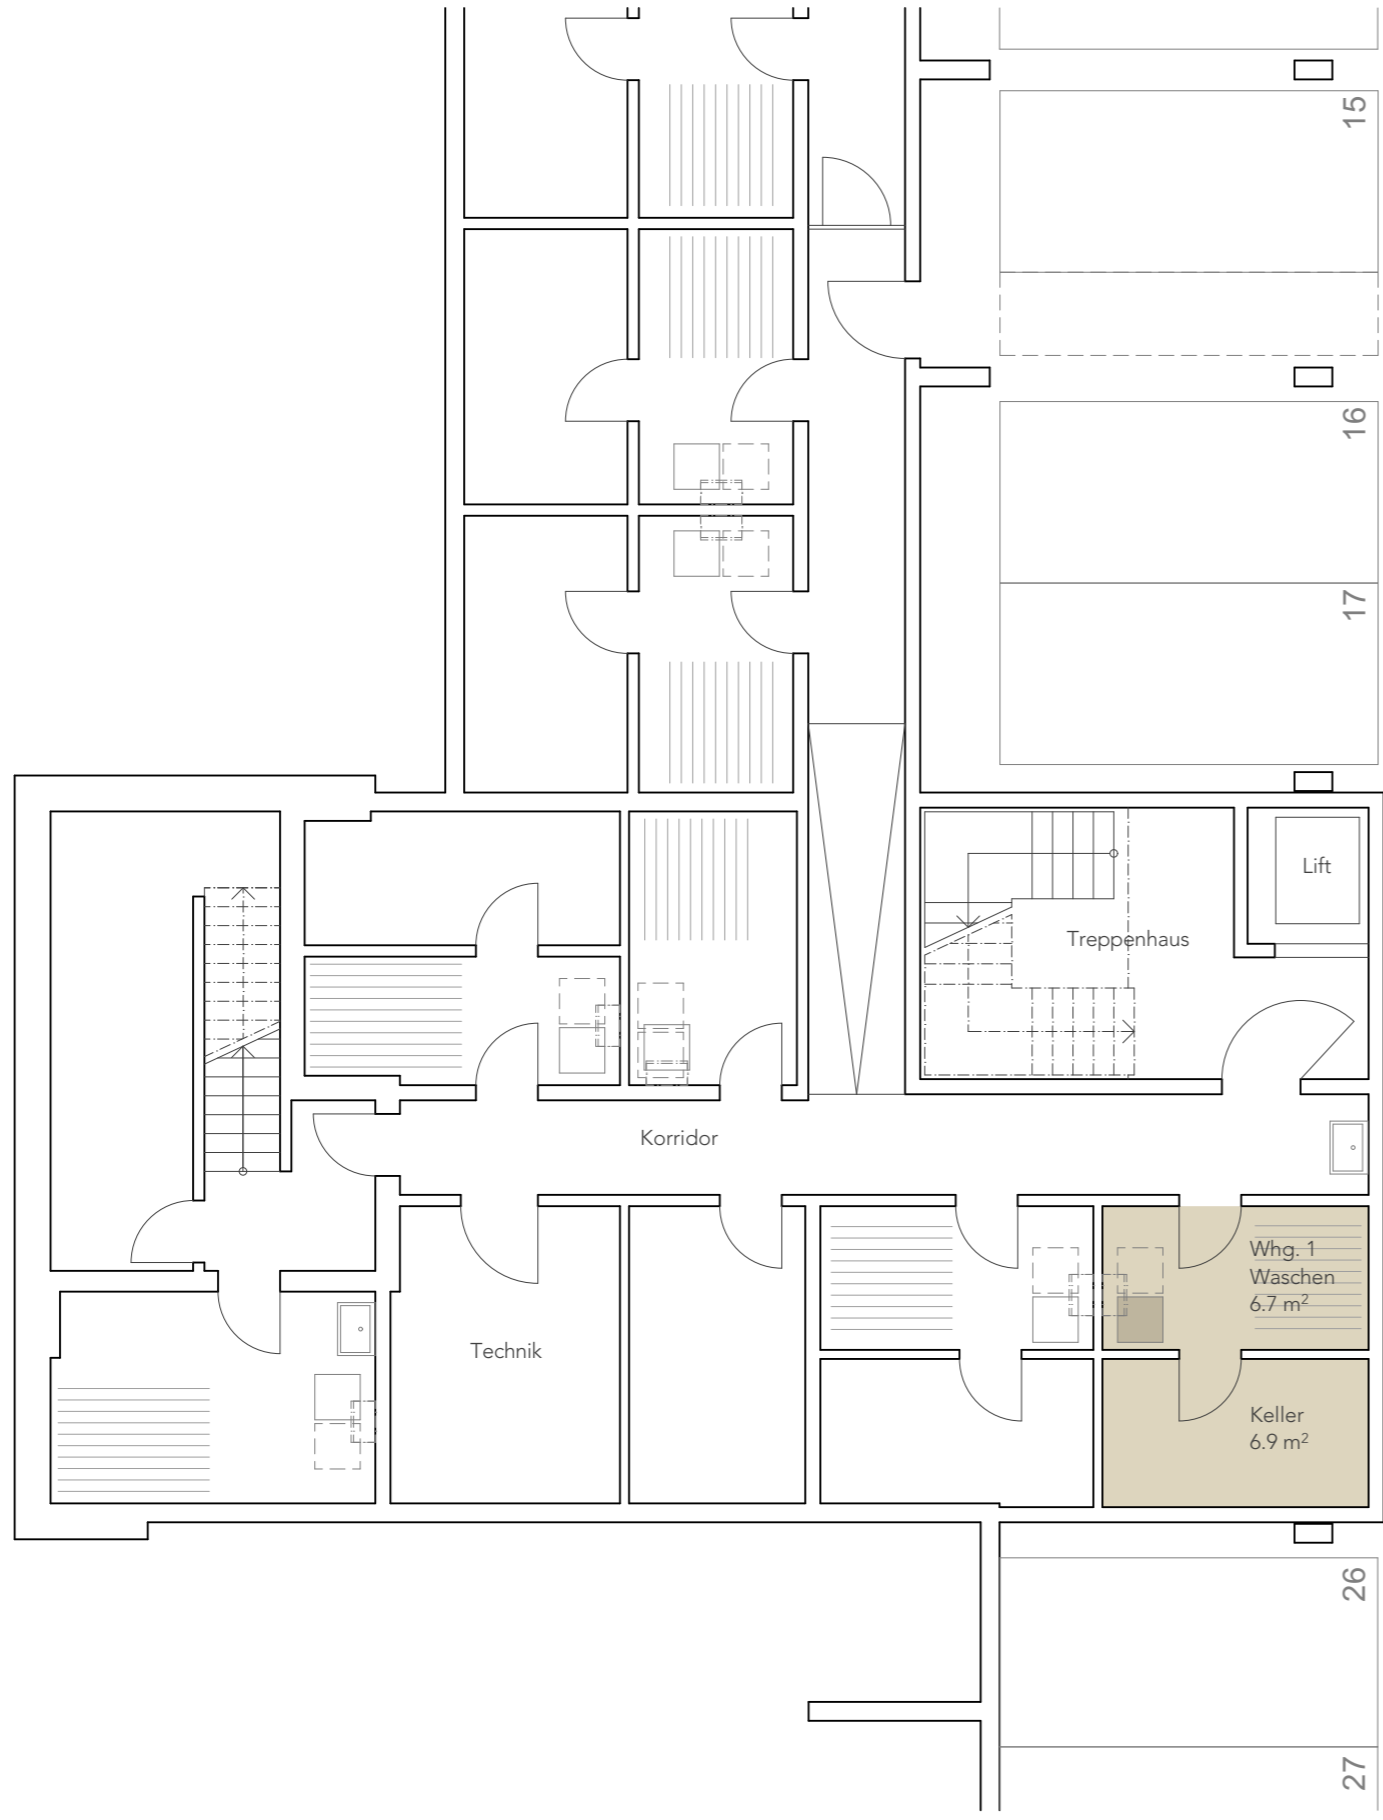 15
16
17
Lift
Treppenhaus
Korridor
Whg. 1
Waschen
6.7 m²
Technik
Keller
6.9 m²
26
27